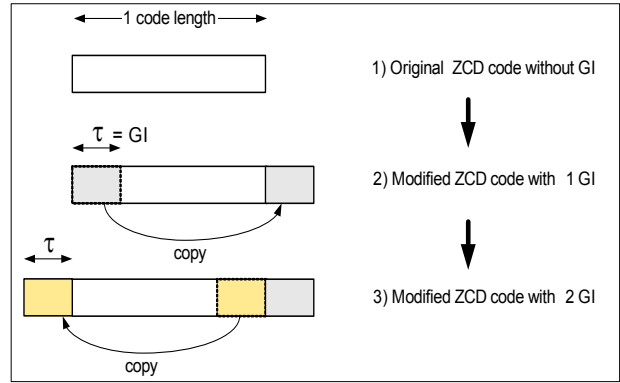 1 code length
1) Original ZCD code without GI
τ = GI
2) Modified ZCD code with 1 GI
copy
τ
3) Modified ZCD code with 2 GI
copy